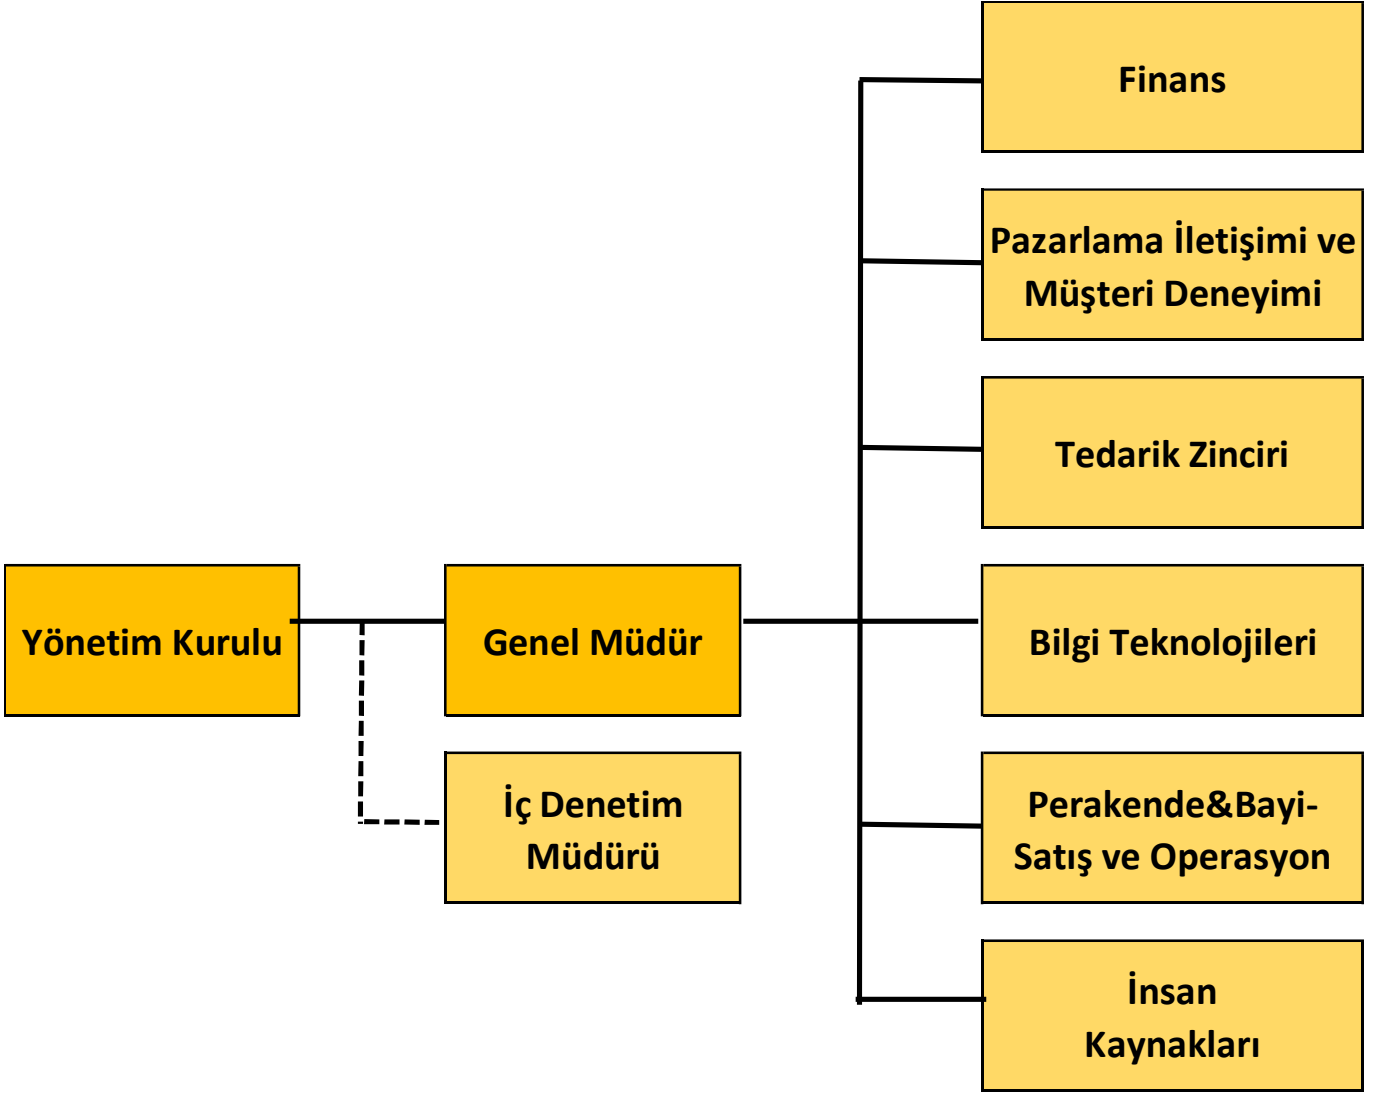 Finans
Pazarlama İletişimi ve
Müşteri Deneyimi
Tedarik Zinciri
Yönetim Kurulu
Genel Müdür
Bilgi Teknolojileri
İç Denetim
Müdürü
Perakende&Bayi-
Satış ve Operasyon
İnsan
Kaynakları